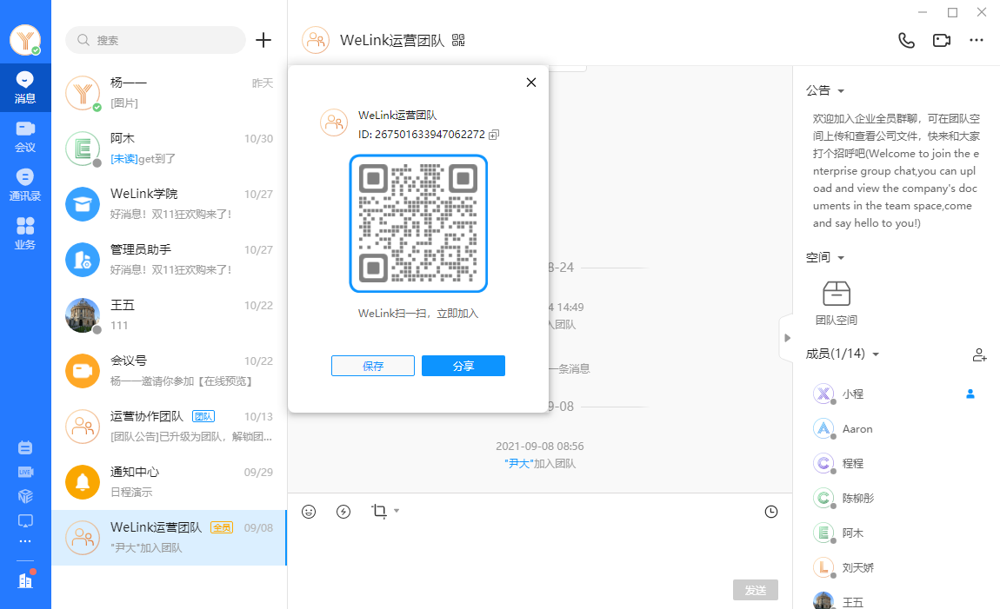 消息
会议
通讯录
业务
LIVE
搜索
杨一一
昨天
[图片]
阿木
10/30
[未读]get到了
WeLink学院
10/27
好消息！双11狂欢购来了！
管理员助手
10/27
好消息！双11狂欢购来了！
王五
10/22
111
会议号
10/22
杨一一邀请你参加【在线预览】
运营协作团队 团队
10/13
[团队公告]已升级为团队，解锁团...
通知中心
09/29
日程演示
WeLink运营团队 全员
09/08
"尹大"加入团队
WeLink运营团队
WeLink运营团队
ID: 267501633947062272
WeLink扫一扫，立即加入
保存
分享
8-24
4 14:49
入团队
一条消息
9-08
2021-09-08 08:56
"尹大"加入团队
发送
公告
欢迎加入企业全员群聊，可在团队空
间上传和查看公司文件，快来和大家
打个招呼吧(Welcome to join the e
nterprise group chat,you can upl
oad and view the company's doc
uments in the team space,come
and say hello to you!)
空间
团队空间
成员(1/14)
X
小程
A
Aaron
C
程程
C
陈柳彤
E
阿木
L
刘天娇
王五